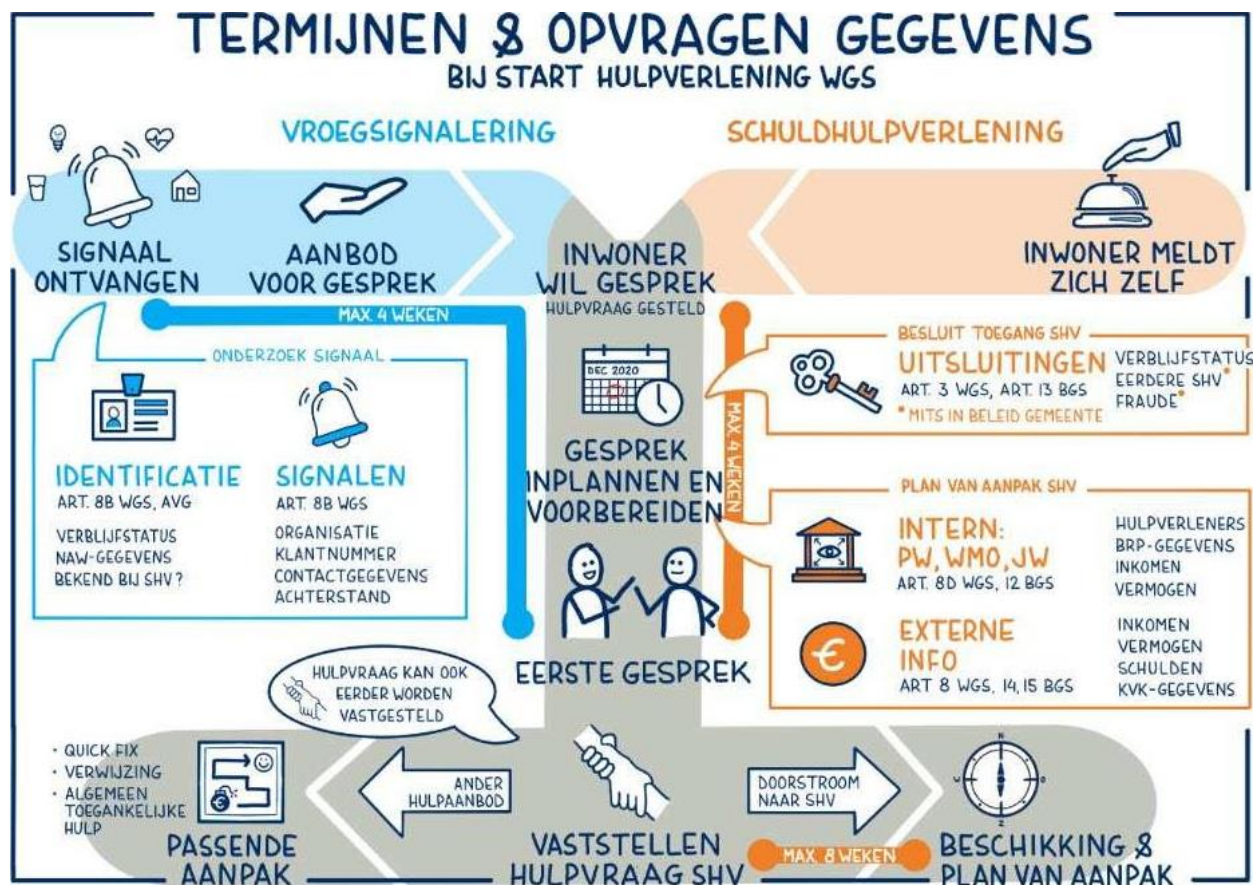 TERMIJNEN & OPVRAGEN GEGEVENS
BIJ START HULPVERLENING WGS
VROEGSIGNALERING
SCHULDHULPVERLENING
SIGNAAL
ONTVANGEN
AANBOD
VOOR GESPREK
INWONER
WIL GESPREK
HULPVRAAG GESTELD
INWONER MELDT
ZICH ZELF
MAX. 4 WEKEN
ONDERZOEK SIGNAAL
IDENTIFICATIE
ART. 8B WGS, AVG
VERBLIJFSTATUS
NAW-GEGEVENS
BEKEND BIJ SHV?
SIGNALEN
ART. 8B WGS
ORGANISATIE
KLANTNUMMER
CONTACTGEGEVENS
ACHTERSTAND
DEC 2020
GESPREK
INPLANNEN EN
VOORBEREIDEN
EERSTE GESPREK
MAX. 4 WEKEN
BESLUIT TOEGANG SHV
UITSLUITINGEN
ART. 3 WGS, ART. 13 BGS
*MITS IN BELEID GEMEENTE
VERBLIJFSTATUS
EERDERE SHV*
FRAUDE*
PLAN VAN AANPAK SHV
INTERN:
PW, WMO, JW
ART. 8D WGS, 12 BGS
HULPVERLENERS
BRP-GEGEVENS
INKOMEN
VERMOGEN
€
EXTERNE
INFO
ART 8 WGS, 14, 15 BGS
INKOMEN
VERMOGEN
SCHULDEN
KVK-GEGEVENS
HULPVRAAG KAN OOK
EERDER WORDEN
VASTGESTELD
• QUICK FIX
• VERWIJZING
• ALGEMEEN
TOEGANKELIJKE
HULP
€
PASSENDE
AANPAK
ANDER
HULPAANBOD
VASTSTELLEN
HULPVRAAG SHV
DOORSTROOM
NAAR SHV
MAX. 8 WEKEN
N
W
O
Z
BESCHIKKING &
PLAN VAN AANPAK